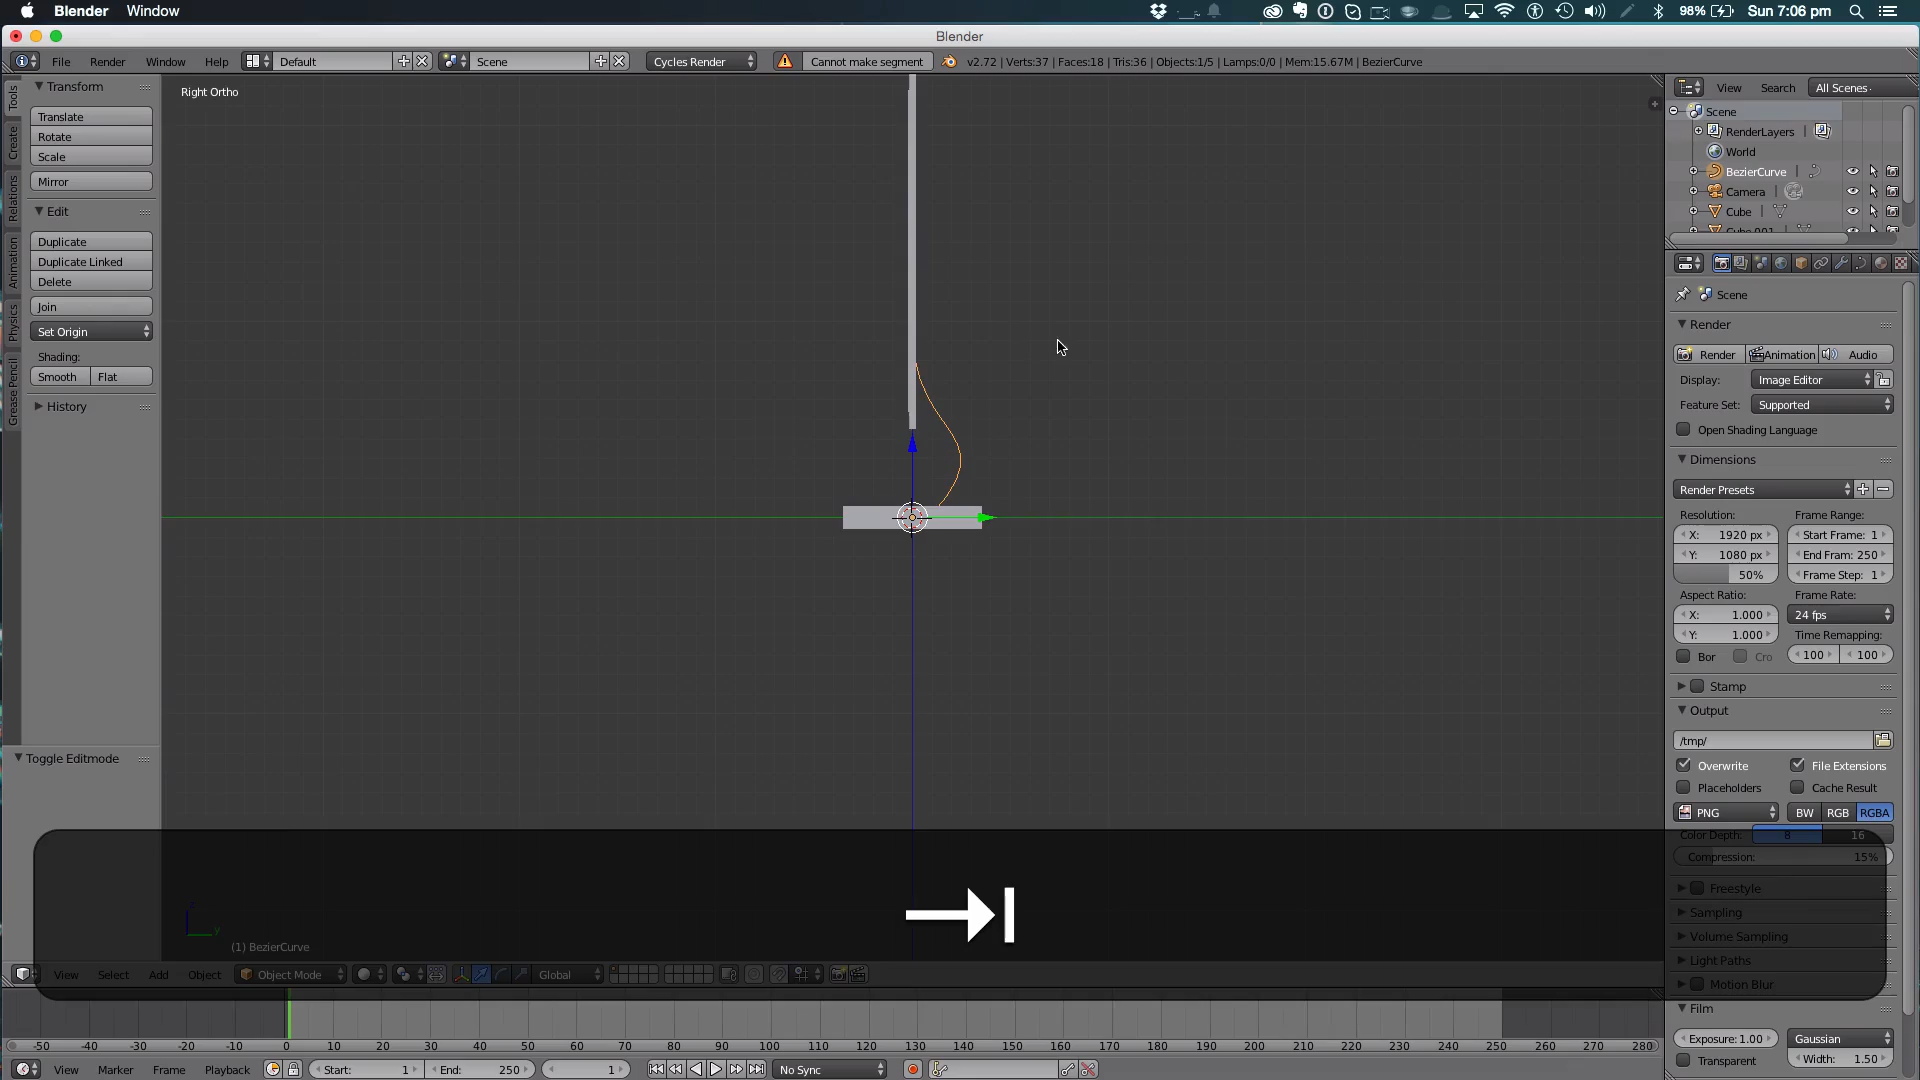 Blender Window 98% Sun 7:06 pm
Blender
File Render Window Help Default Scene Cycles Render Cannot make segment v2.72 | Verts:37 | Faces:18 | Tris:36 | Objects:1/5 | Lamps:0/0 | Mem:15.67M | BezierCurve
Tools
Create
Relations
Animation
Physics
Grease Pencil
Transform
Translate
Rotate
Scale
Mirror
Edit
Duplicate
Duplicate Linked
Delete
Join
Set Origin
Shading:
Smooth Flat
History
Toggle Editmode
Right Ortho
(1) BezierCurve
View Select Add Object Object Mode Global
View Search All Scenes
Scene
RenderLayers
World
BezierCurve
Camera
Cube
Cube.001
Scene
Render
Render Animation Audio
Display: Image Editor
Feature Set: Supported
Open Shading Language
Dimensions
Render Presets
Resolution: Frame Range:
X: 1920 px Start Frame: 1
Y: 1080 px End Fram: 250
50% Frame Step: 1
Aspect Ratio: Frame Rate:
X: 1.000 24 fps
Y: 1.000 Time Remapping:
Bor Cro 100 100
Stamp
Output
/tmp/
Overwrite File Extensions
Placeholders Cache Result
PNG BW RGB RGBA
Color Depth: 8 16
Compression: 15%
Freestyle
Sampling
Volume Sampling
Light Paths
Motion Blur
Film
Exposure: 1.00 Gaussian
Transparent Width: 1.50
-50 -40 -30 -20 -10 0 10 20 30 40 50 60 70 80 90 100 110 120 130 140 150 160 170 180 190 200 210 220 230 240 250 260 270 280
View Marker Frame Playback Start: 1 End: 250 1 No Sync